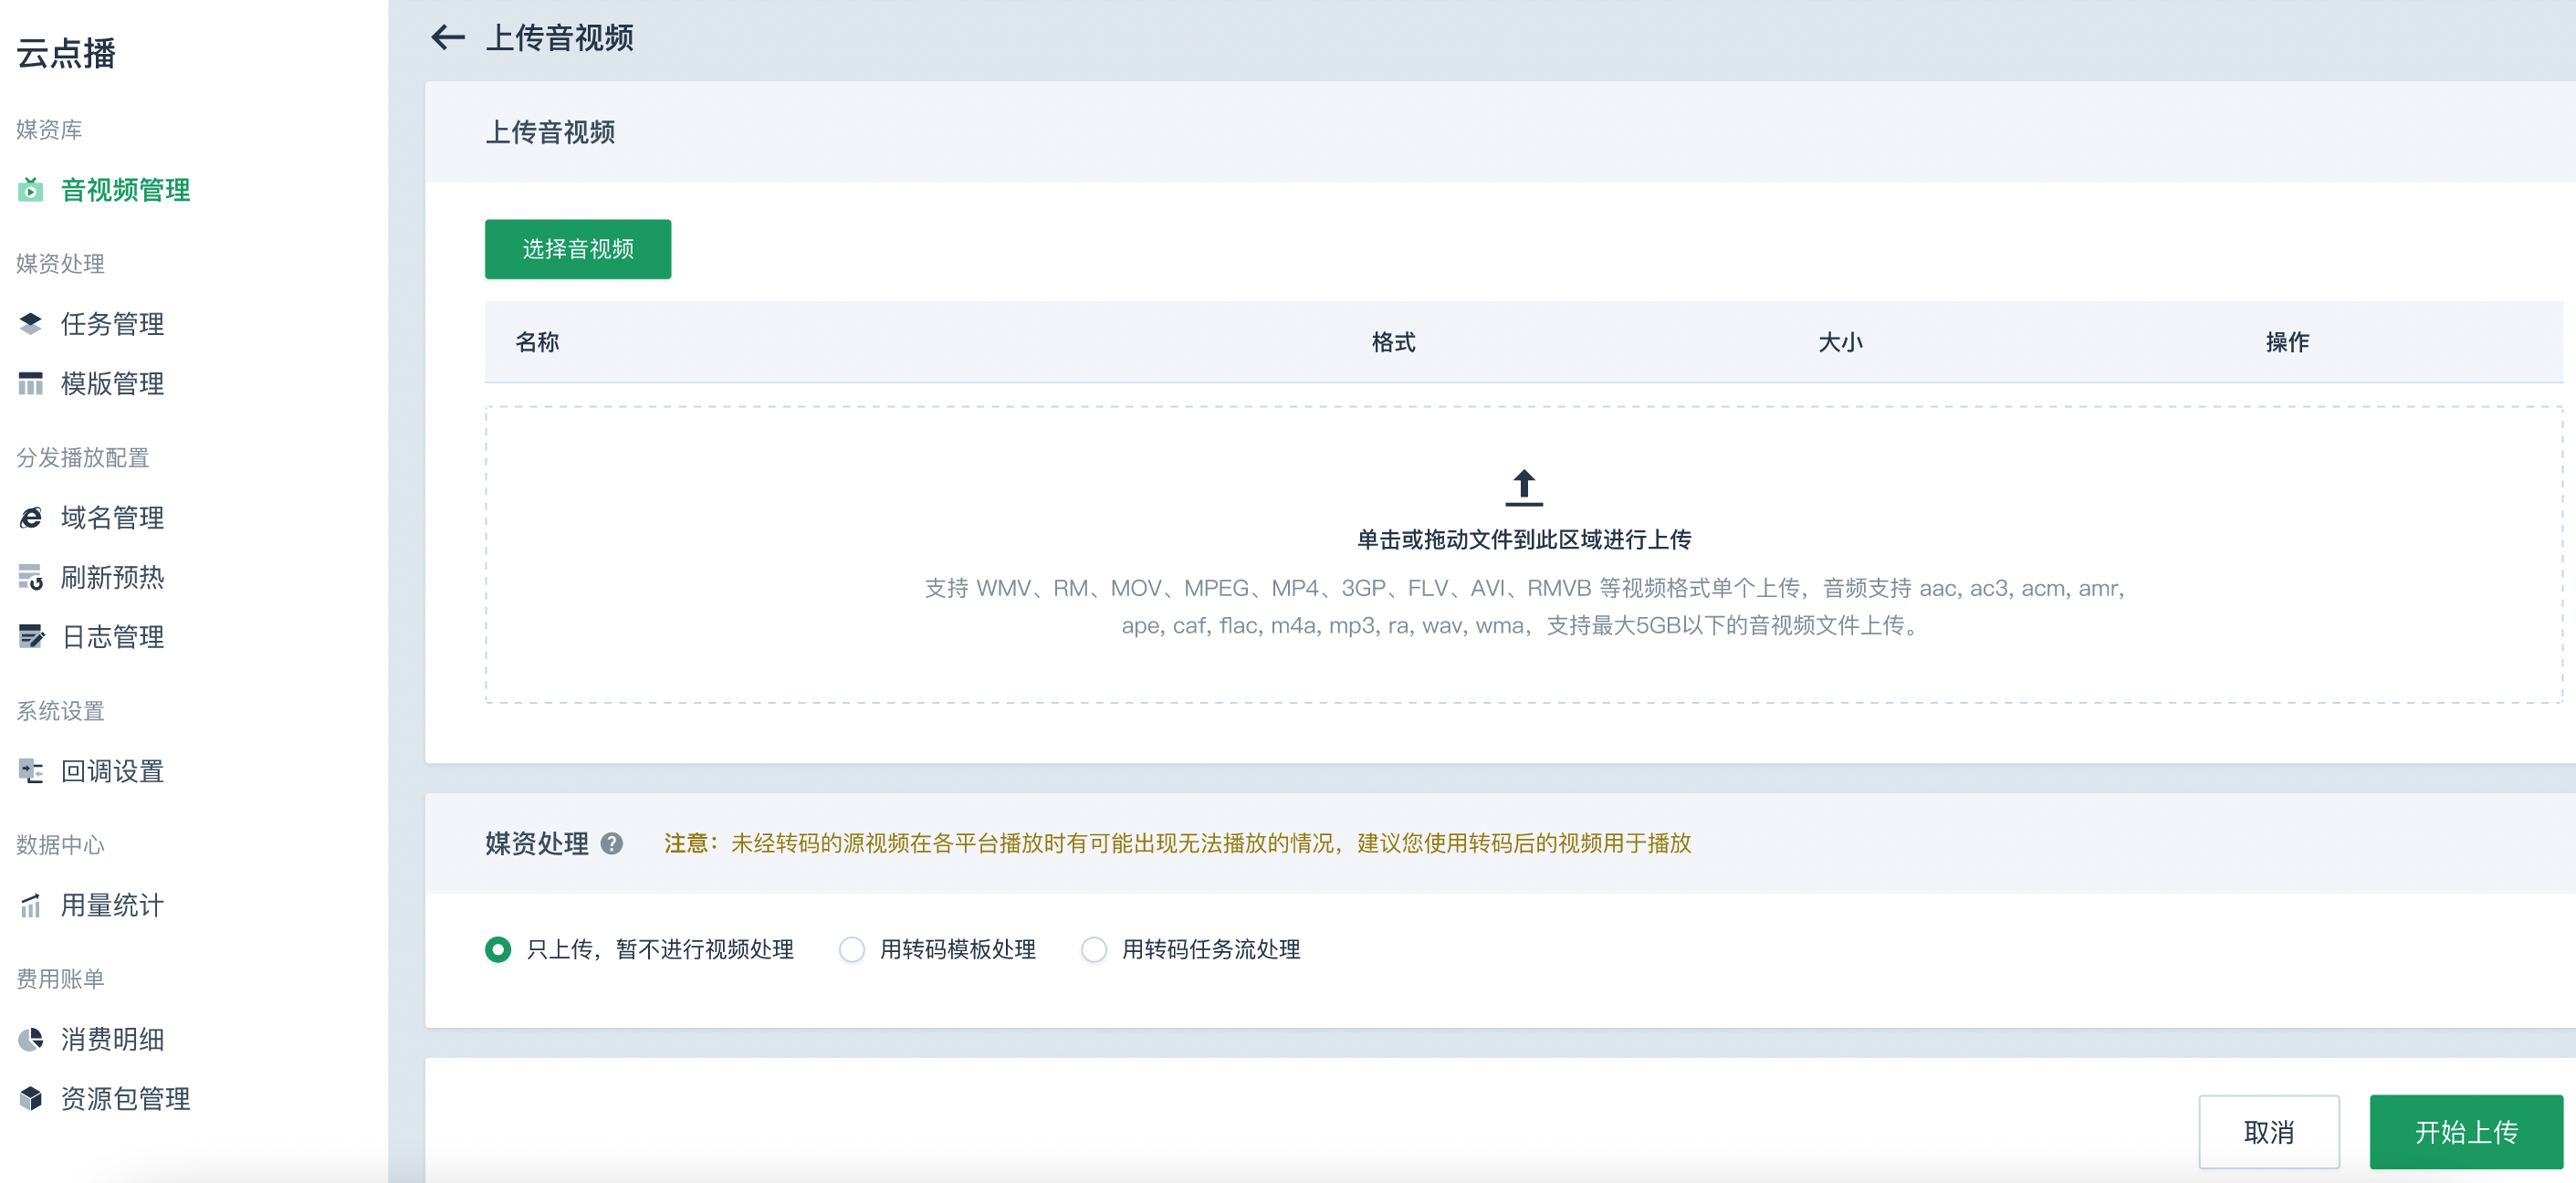 云点播
媒资库
音视频管理
媒资处理
任务管理
模版管理
分发播放配置
域名管理
刷新预热
日志管理
系统设置
回调设置
数据中心
用量统计
费用账单
消费明细
资源包管理
上传音视频
上传音视频
选择音视频
名称 格式 大小 操作
单击或拖动文件到此区域进行上传
支持 WMV、RM、MOV、MPEG、MP4、3GP、FLV、AVI、RMVB 等视频格式单个上传，音频支持 aac, ac3, acm, amr,
ape, caf, flac, m4a, mp3, ra, wav, wma，支持最大5GB以下的音视频文件上传。
媒资处理 ? 注意：未经转码的源视频在各平台播放时有可能出现无法播放的情况，建议您使用转码后的视频用于播放
只上传，暂不进行视频处理 用转码模板处理 用转码任务流处理
取消 开始上传